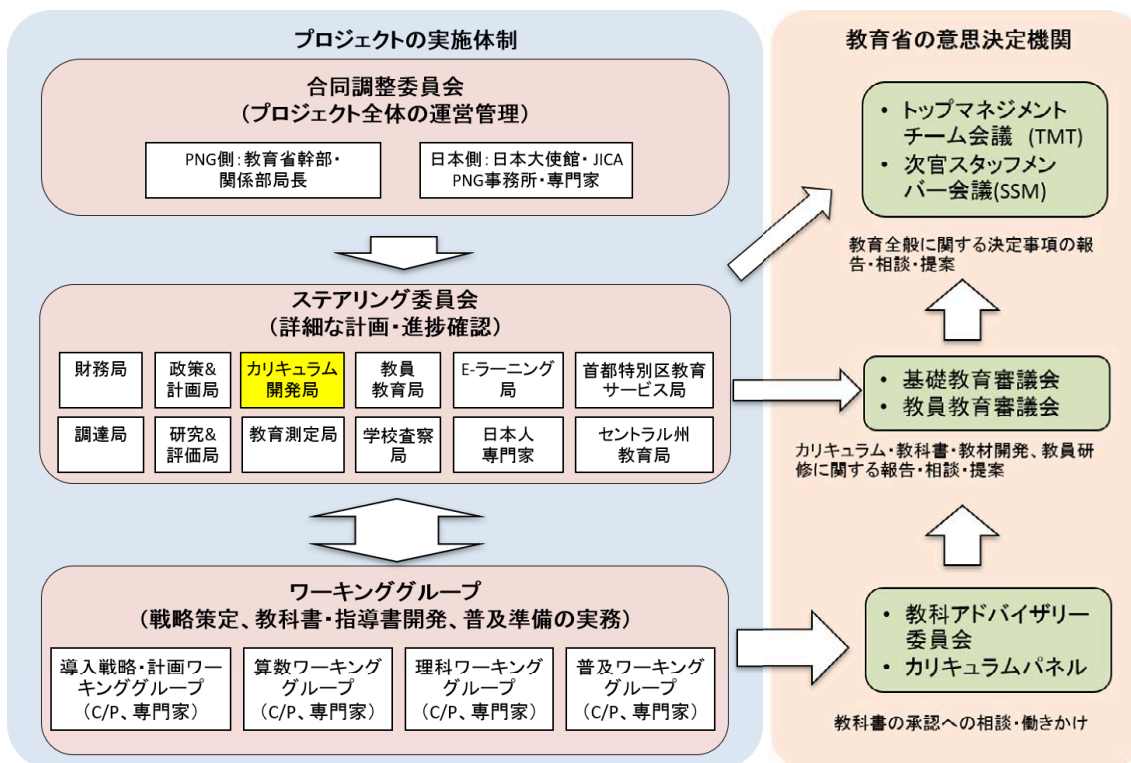 プロジェクトの実施体制
合同調整委員会
(プロジェクト全体の運営管理)
PNG側:教育省幹部・
関係部局長
日本側:日本大使館・JICA
PNG事務所・専門家
ステアリング委員会
(詳細な計画・進捗確認)
財務局
政策&
計画局
カリキュラム
開発局
教員
教育局
E-ラーニング
局
首都特別区教育
サービス局
調達局
研究&
評価局
教育測定局
学校査察
局
日本人
専門家
セントラル州
教育局
ワーキンググループ
(戦略策定、教科書・指導書開発、普及準備の実務)
導入戦略・計画ワー
キンググループ
(C/P、専門家)
算数ワーキング
グループ
(C/P、専門家)
理科ワーキング
グループ
(C/P、専門家)
普及ワーキング
グループ
(C/P、専門家)
教育省の意思決定機関
• トップマネジメント
チーム会議 (TMT)
• 次官スタッフメン
バー会議(SSM)
教育全般に関する決定事項の報
告・相談・提案
• 基礎教育審議会
• 教員教育審議会
カリキュラム・教科書・教材開発、教員研
修に関する報告・相談・提案
• 教科アドバイザリー
委員会
• カリキュラムパネル
教科書の承認への相談・働きかけ